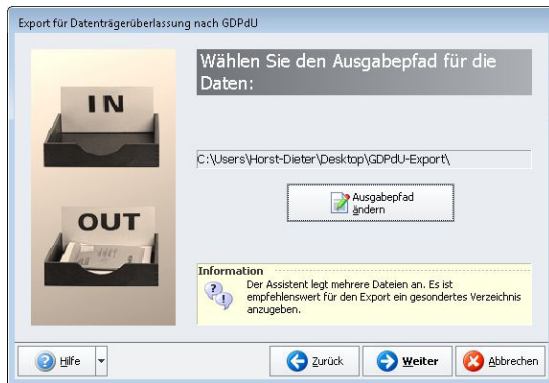 Export für Datenträgerüberlassung nach GDPdU
IN
OUT
Wählen Sie den Ausgabepfad für die
Daten:
C:\Users\Horst-Dieter\Desktop\GDPdU-Export\
Ausgabepfad
ändern
Information
Der Assistent legt mehrere Dateien an. Es ist
empfehlenswert für den Export ein gesondertes Verzeichnis
anzugeben.
Hilfe
Zurück
Weiter
Abbrechen